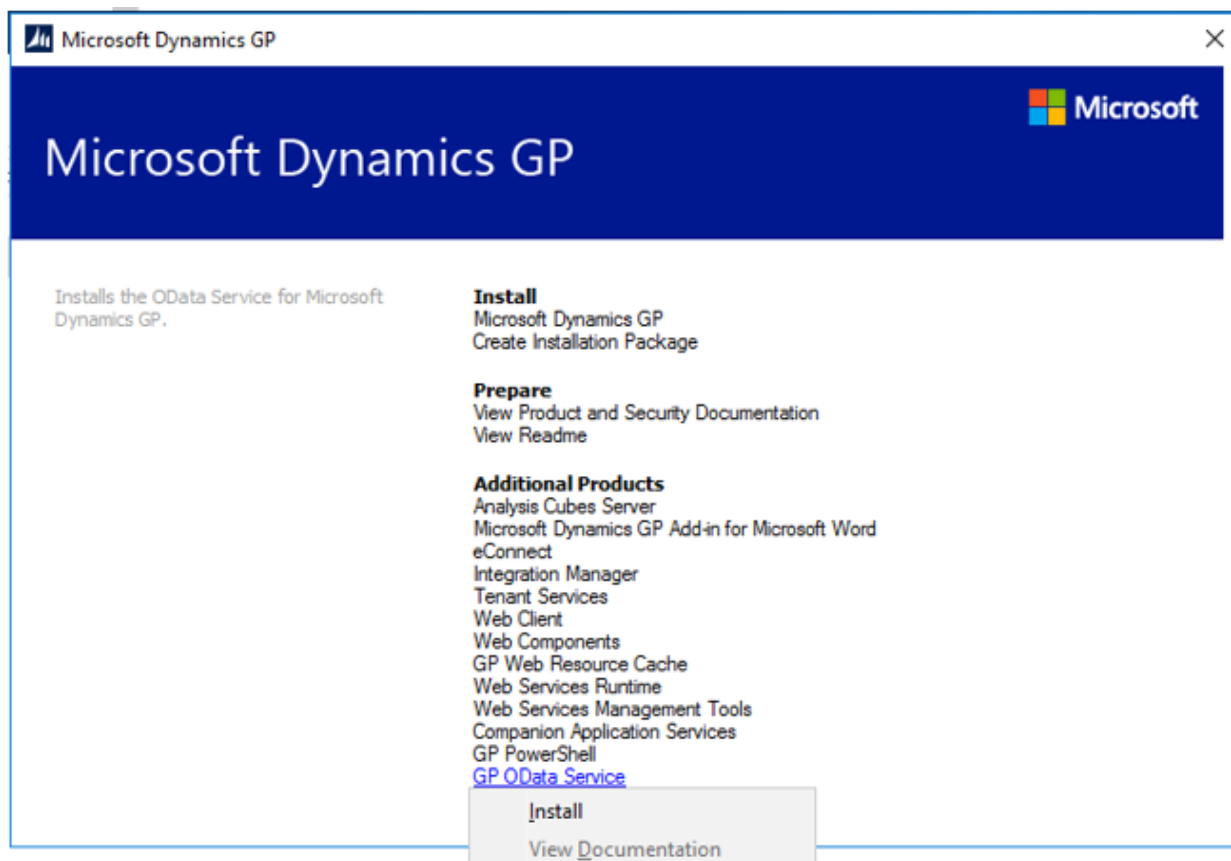 Microsoft Dynamics GP
Microsoft
Microsoft Dynamics GP
Installs the OData Service for Microsoft
Dynamics GP.
Install
Microsoft Dynamics GP
Create Installation Package
Prepare
View Product and Security Documentation
View Readme
Additional Products
Analysis Cubes Server
Microsoft Dynamics GP Add-in for Microsoft Word
eConnect
Integration Manager
Tenant Services
Web Client
Web Components
GP Web Resource Cache
Web Services Runtime
Web Services Management Tools
Companion Application Services
GP PowerShell
GP OData Service
Install
View Documentation